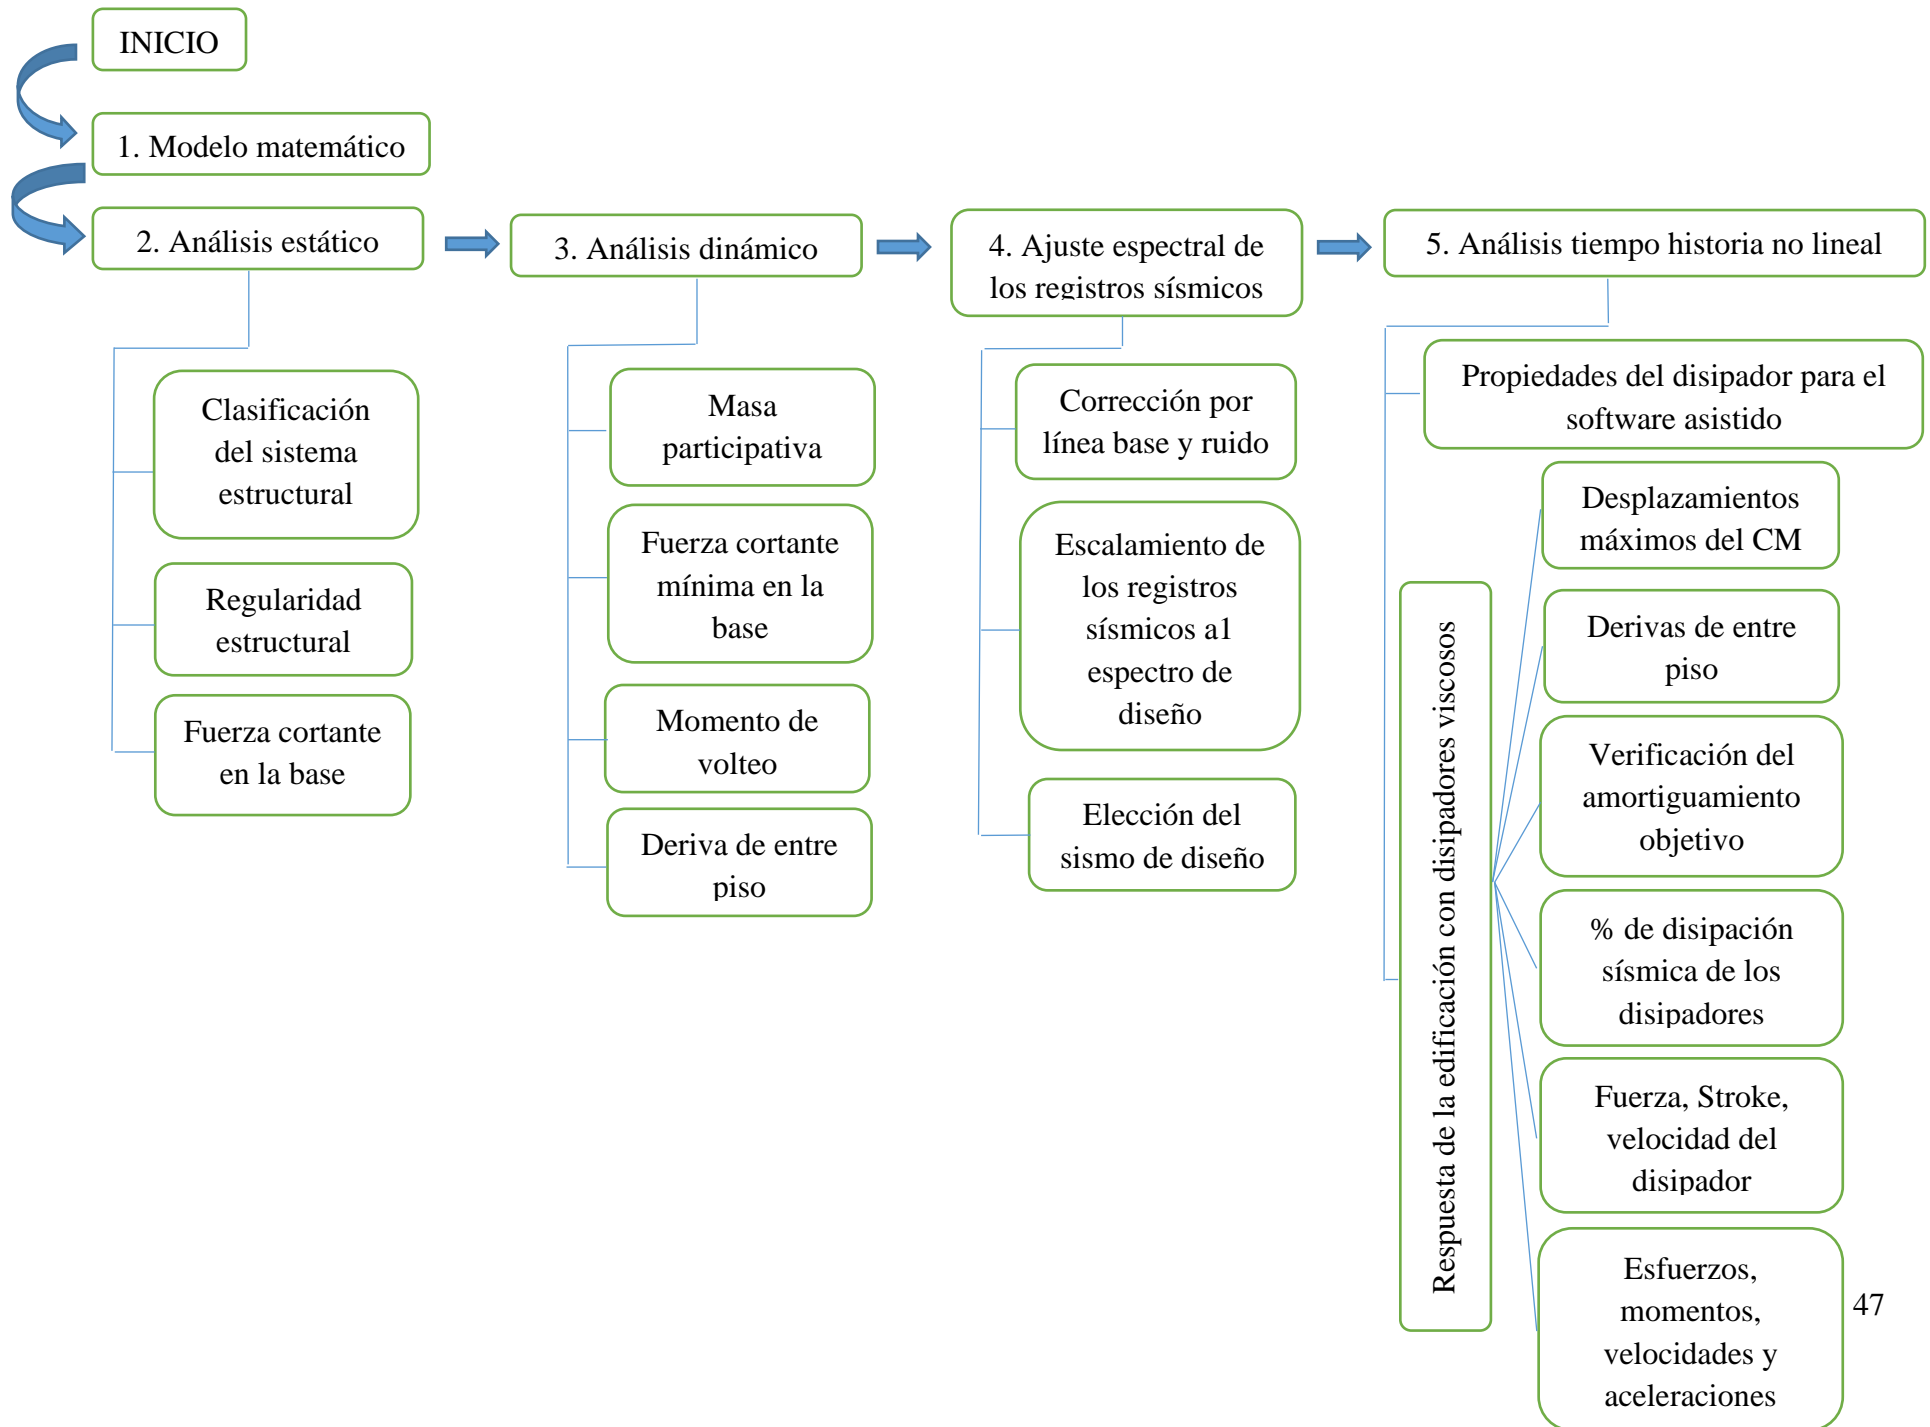 INICIO
1. Modelo matemático
2. Análisis estático
Clasificación
del sistema
estructural
Regularidad
estructural
Fuerza cortante
en la base
3. Análisis dinámico
Masa
participativa
Fuerza cortante
mínima en la
base
Momento de
volteo
Deriva de entre
piso
4. Ajuste espectral de
los registros sísmicos
Corrección por
línea base y ruido
Escalamiento de
los registros
sísmicos a1
espectro de
diseño
Elección del
sismo de diseño
5. Análisis tiempo historia no lineal
Propiedades del disipador para el
software asistido
Respuesta de la edificación con disipadores viscosos
Desplazamientos
máximos del CM
Derivas de entre
piso
Verificación del
amortiguamiento
objetivo
% de disipación
sísmica de los
disipadores
Fuerza, Stroke,
velocidad del
disipador
Esfuerzos,
momentos,
velocidades y
aceleraciones
47